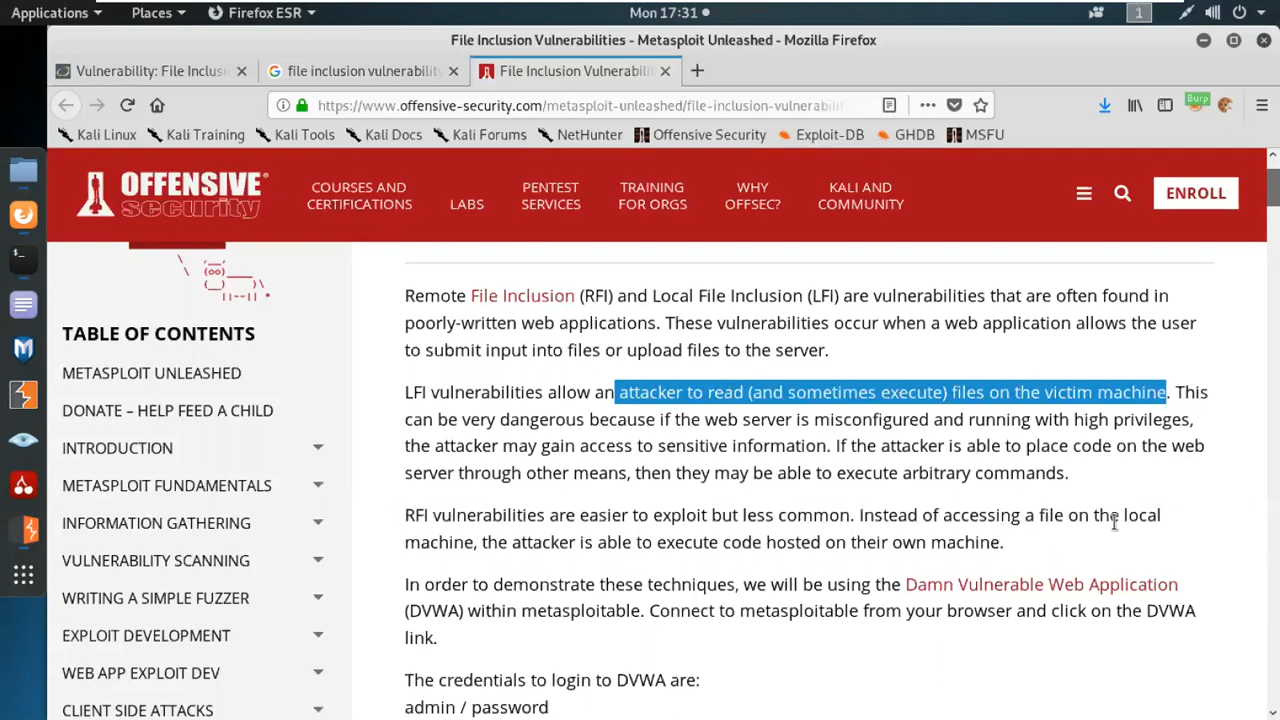 Applications
Places
Firefox ESR
Mon 17:31
1
File Inclusion Vulnerabilities - Metasploit Unleashed - Mozilla Firefox
Vulnerability: File Inclusi
file inclusion vulnerability
File Inclusion Vulnerabili
https://www.offensive-security.com/metasploit-unleashed/file-inclusion-vulnerabili
Burp
Kali Linux
Kali Training
Kali Tools
Kali Docs
Kali Forums
NetHunter
Offensive Security
Exploit-DB
GHDB
MSFU
OFFENSIVE
security
COURSES AND
CERTIFICATIONS
LABS
PENTEST
SERVICES
TRAINING
FOR ORGS
WHY
OFFSEC?
KALI AND
COMMUNITY
ENROLL
TABLE OF CONTENTS
METASPLOIT UNLEASHED
DONATE – HELP FEED A CHILD
INTRODUCTION
METASPLOIT FUNDAMENTALS
INFORMATION GATHERING
VULNERABILITY SCANNING
WRITING A SIMPLE FUZZER
EXPLOIT DEVELOPMENT
WEB APP EXPLOIT DEV
CLIENT SIDE ATTACKS
Remote File Inclusion (RFI) and Local File Inclusion (LFI) are vulnerabilities that are often found in
poorly-written web applications. These vulnerabilities occur when a web application allows the user
to submit input into files or upload files to the server.
LFI vulnerabilities allow an attacker to read (and sometimes execute) files on the victim machine. This
can be very dangerous because if the web server is misconfigured and running with high privileges,
the attacker may gain access to sensitive information. If the attacker is able to place code on the web
server through other means, then they may be able to execute arbitrary commands.
RFI vulnerabilities are easier to exploit but less common. Instead of accessing a file on the local
machine, the attacker is able to execute code hosted on their own machine.
In order to demonstrate these techniques, we will be using the Damn Vulnerable Web Application
(DVWA) within metasploitable. Connect to metasploitable from your browser and click on the DVWA
link.
The credentials to login to DVWA are:
admin / password